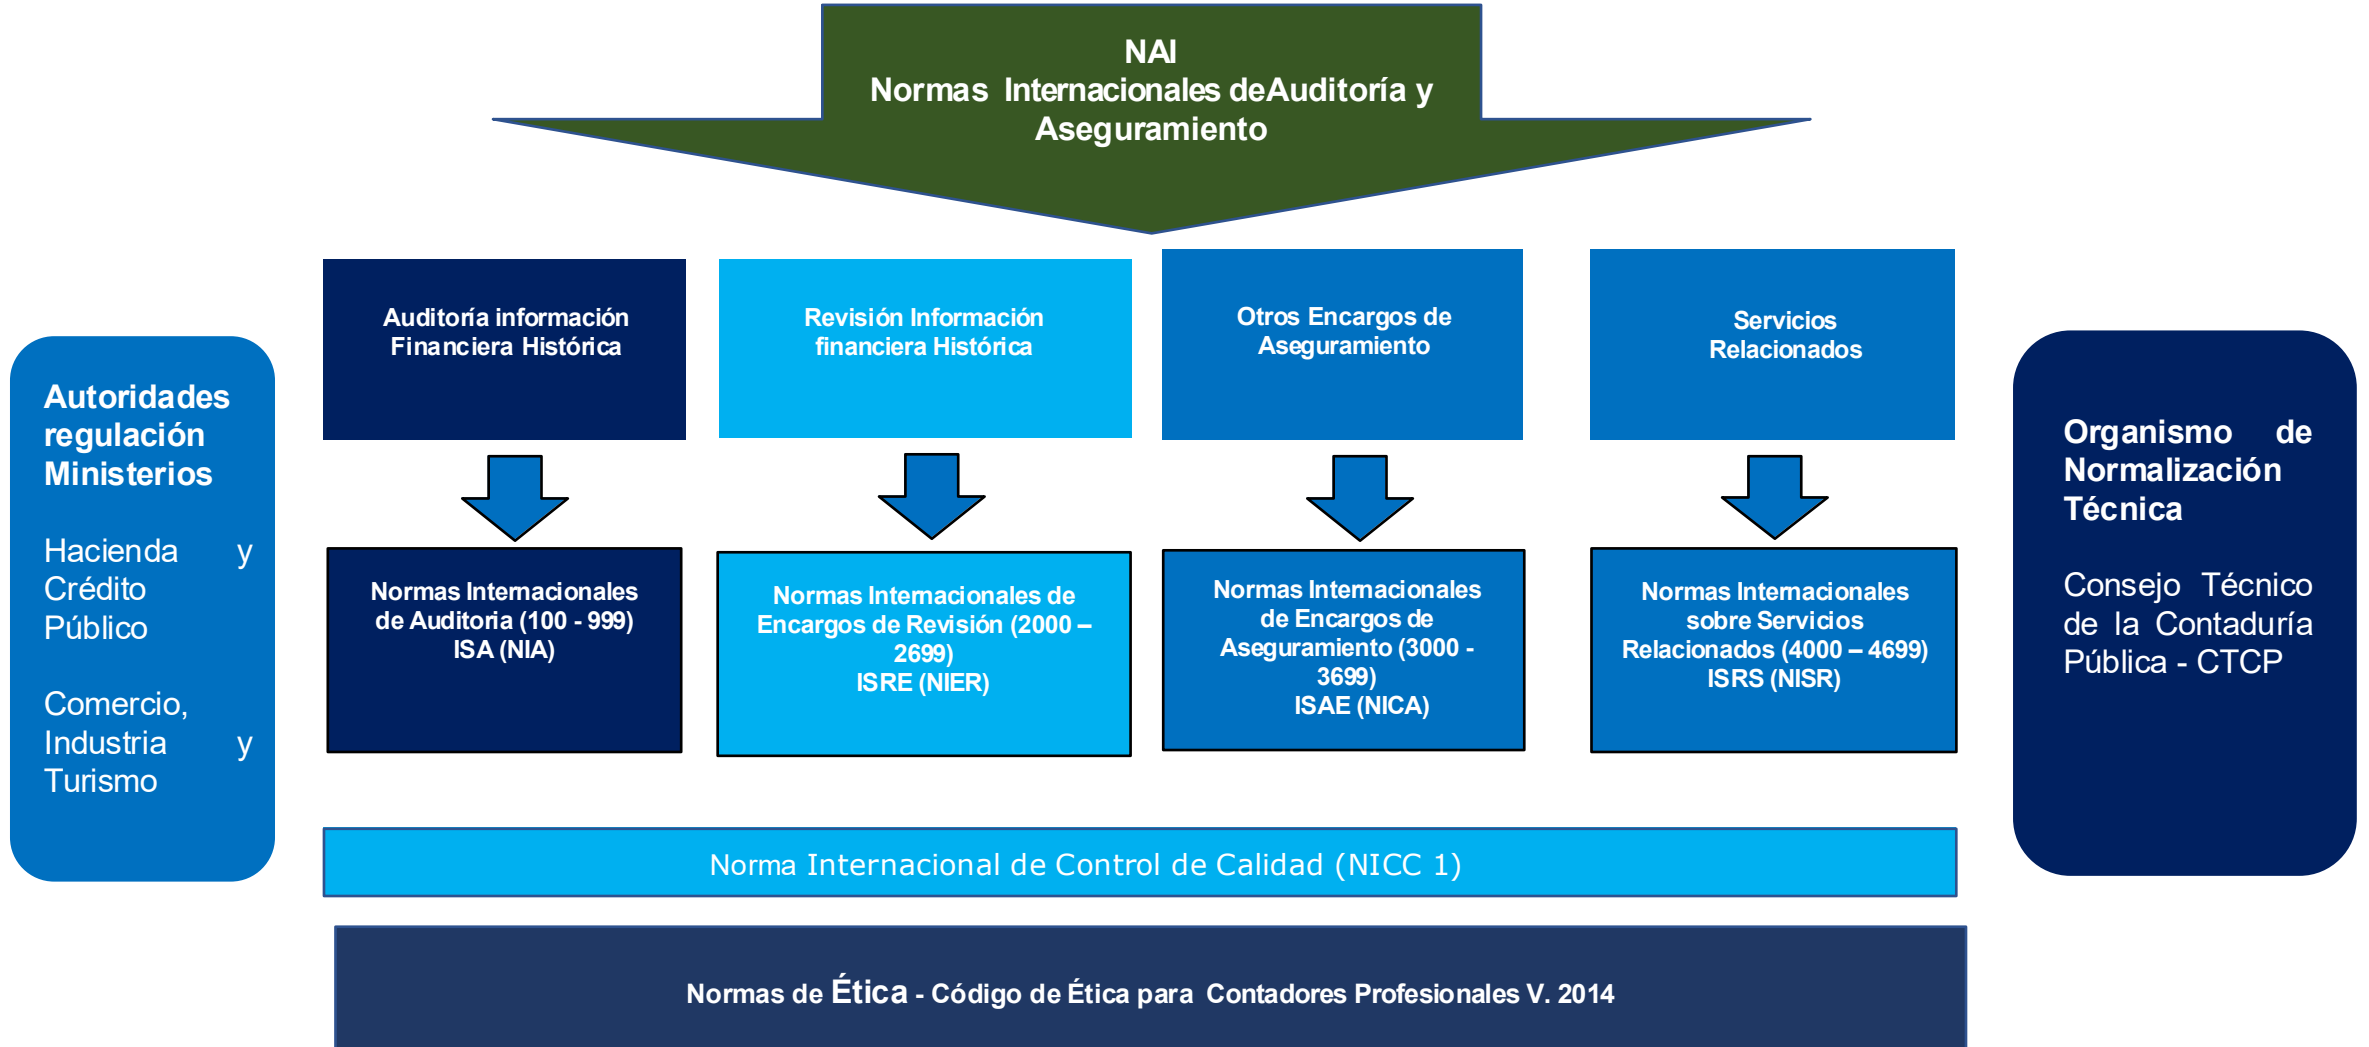 NAI
Normas Internacionales deAuditoría y
Aseguramiento
Auditoría información
Financiera Histórica
Revisión Información
financiera Histórica
Otros Encargos de
Aseguramiento
Servicios
Relacionados
Autoridades
regulación
Ministerios
Hacienda y
Crédito
Público
Comercio,
Industria y
Turismo
Normas Internacionales
de Auditoria (100 - 999)
ISA (NIA)
Normas Internacionales de
Encargos de Revisión (2000 –
2699)
ISRE (NIER)
Normas Internacionales
de Encargos de
Aseguramiento (3000 -
3699)
ISAE (NICA)
Normas Internacionales
sobre Servicios
Relacionados (4000 – 4699)
ISRS (NISR)
Organismo de
Normalización
Técnica
Consejo Técnico
de la Contaduría
Pública - CTCP
Norma Internacional de Control de Calidad (NICC 1)
Normas de Ética - Código de Ética para Contadores Profesionales V. 2014